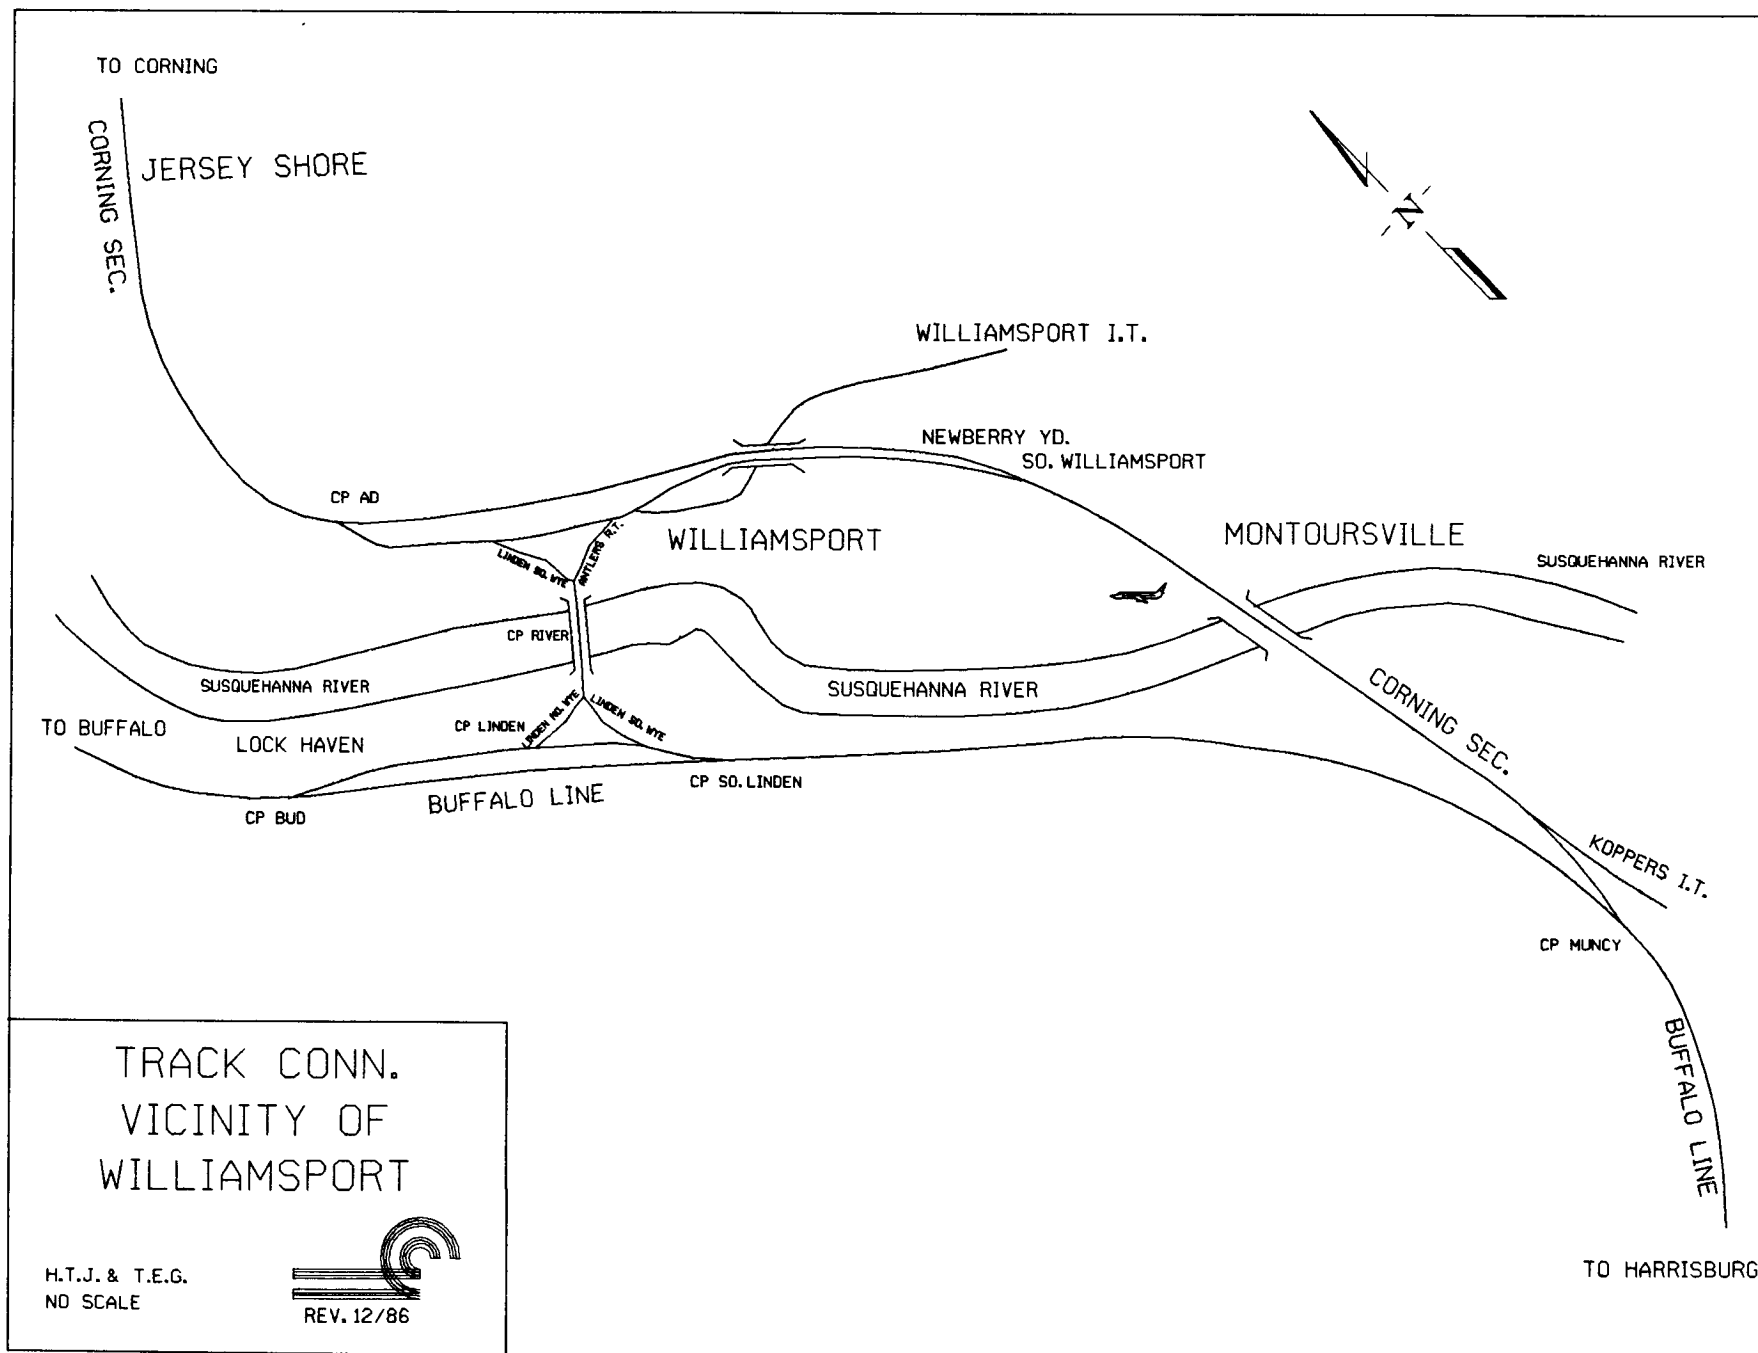 TO CORNING
CORNING SEC.
JERSEY SHORE
N
WILLIAMSPORT I.T.
NEWBERRY YD.
SO. WILLIAMSPORT
CP AD
WILLIAMSPORT
MONTOURSVILLE
SUSQUEHANNA RIVER
LINDEN SO. WYE
ANTLERS R.T.
CP RIVER
SUSQUEHANNA RIVER
SUSQUEHANNA RIVER
CORNING SEC.
TO BUFFALO
LOCK HAVEN
CP LINDEN
LINDEN NO. WYE
LINDEN SO. WYE
CP SO. LINDEN
BUFFALO LINE
CP BUD
KOPPERS I.T.
CP MUNCY
BUFFALO LINE
TO HARRISBURG
TRACK CONN.
VICINITY OF
WILLIAMSPORT
H.T.J. & T.E.G.
NO SCALE
REV. 12/86